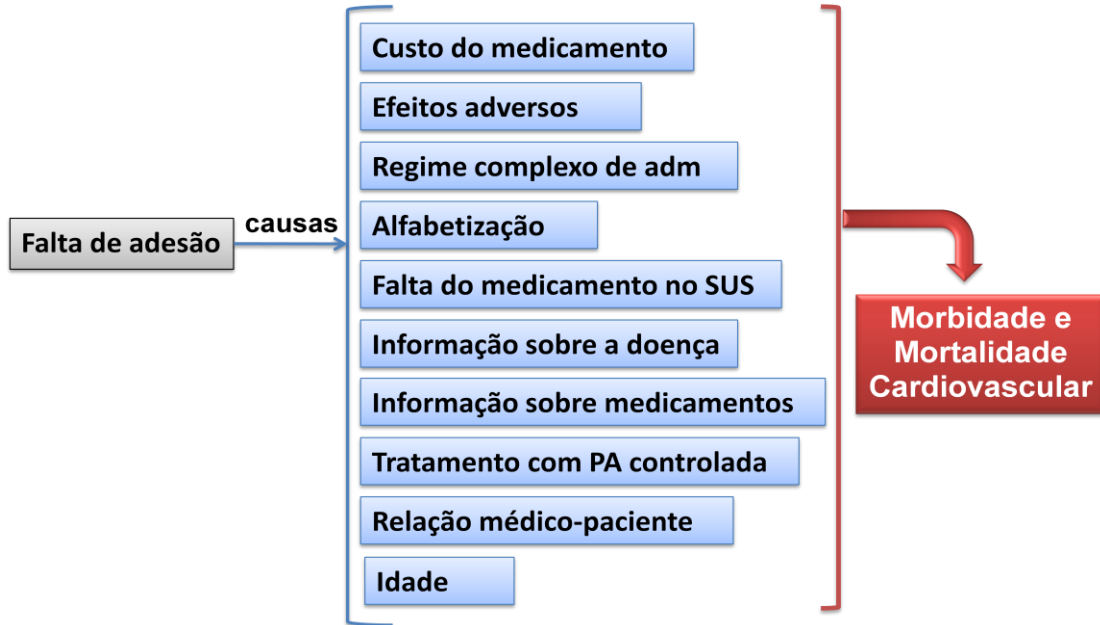 Falta de adesão
causas
Custo do medicamento
Efeitos adversos
Regime complexo de adm
Alfabetização
Falta do medicamento no SUS
Informação sobre a doença
Informação sobre medicamentos
Tratamento com PA controlada
Relação médico-paciente
Idade
Morbidade e
Mortalidade
Cardiovascular